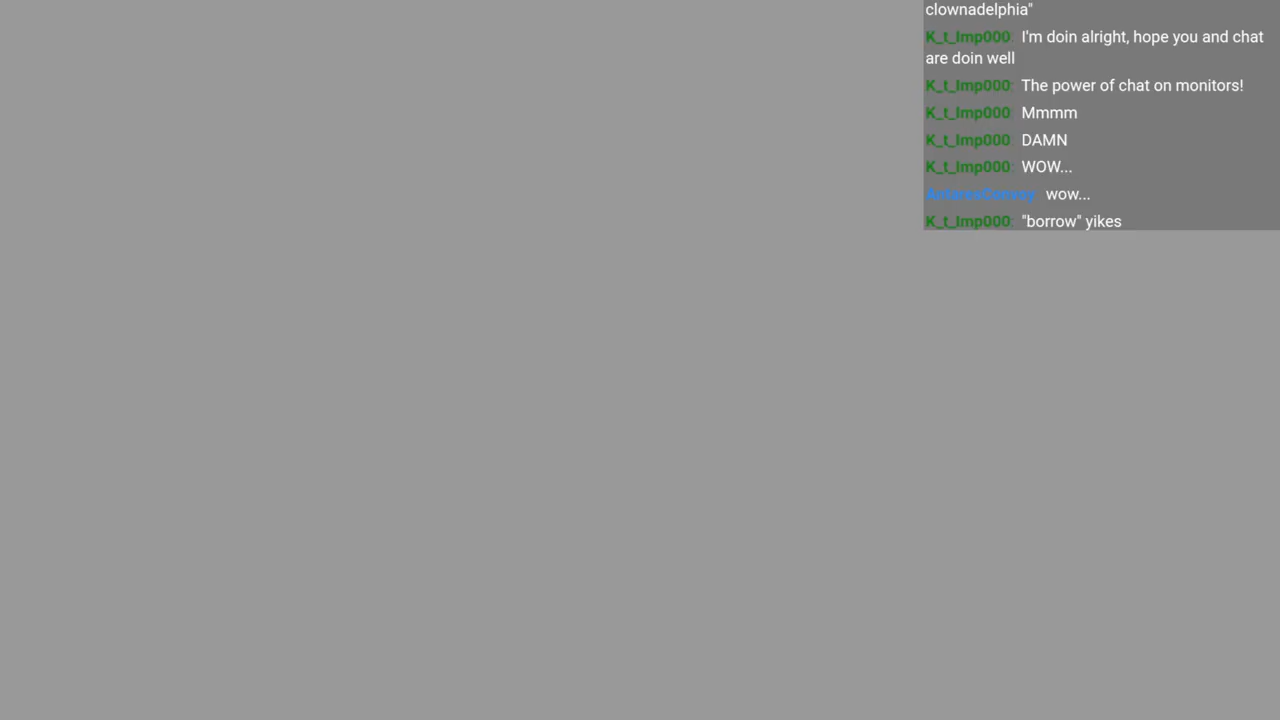 clownadelphia"
K_t_Imp000: I'm doin alright, hope you and chat
are doin well
K_t_Imp000: The power of chat on monitors!
K_t_Imp000: Mmmm
K_t_Imp000: DAMN
K_t_Imp000: WOW...
AntaresConvoy wow...
K_t_Imp000: "borrow" yikes